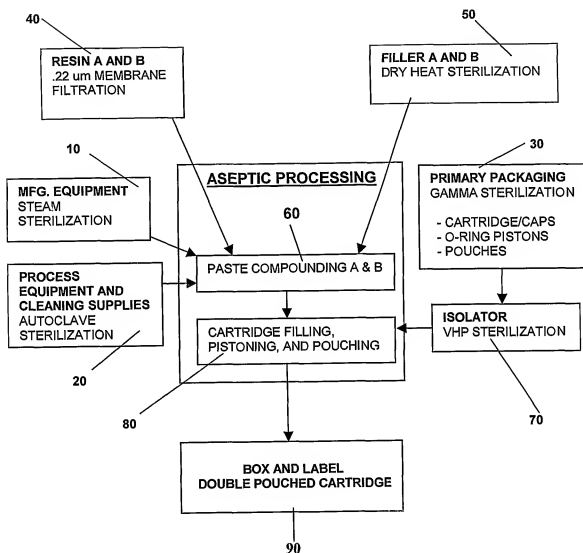 40
50
RESIN A AND B
.22 um MEMBRANE
FILTRATION
FILLER A AND B
DRY HEAT STERILIZATION
10
30
MFG. EQUIPMENT
STEAM
STERILIZATION
ASEPTIC PROCESSING
PRIMARY PACKAGING
GAMMA STERILIZATION
- CARTRIDGE/CAPS
- O-RING PISTONS
- POUCHES
60
PASTE COMPOUNDING A & B
PROCESS
EQUIPMENT AND
CLEANING SUPPLIES
AUTOCLAVE
STERILIZATION
CARTRIDGE FILLING,
PISTONING, AND POUCHING
ISOLATOR
VHP STERILIZATION
20
80
70
BOX AND LABEL
DOUBLE POUCHED CARTRIDGE
90